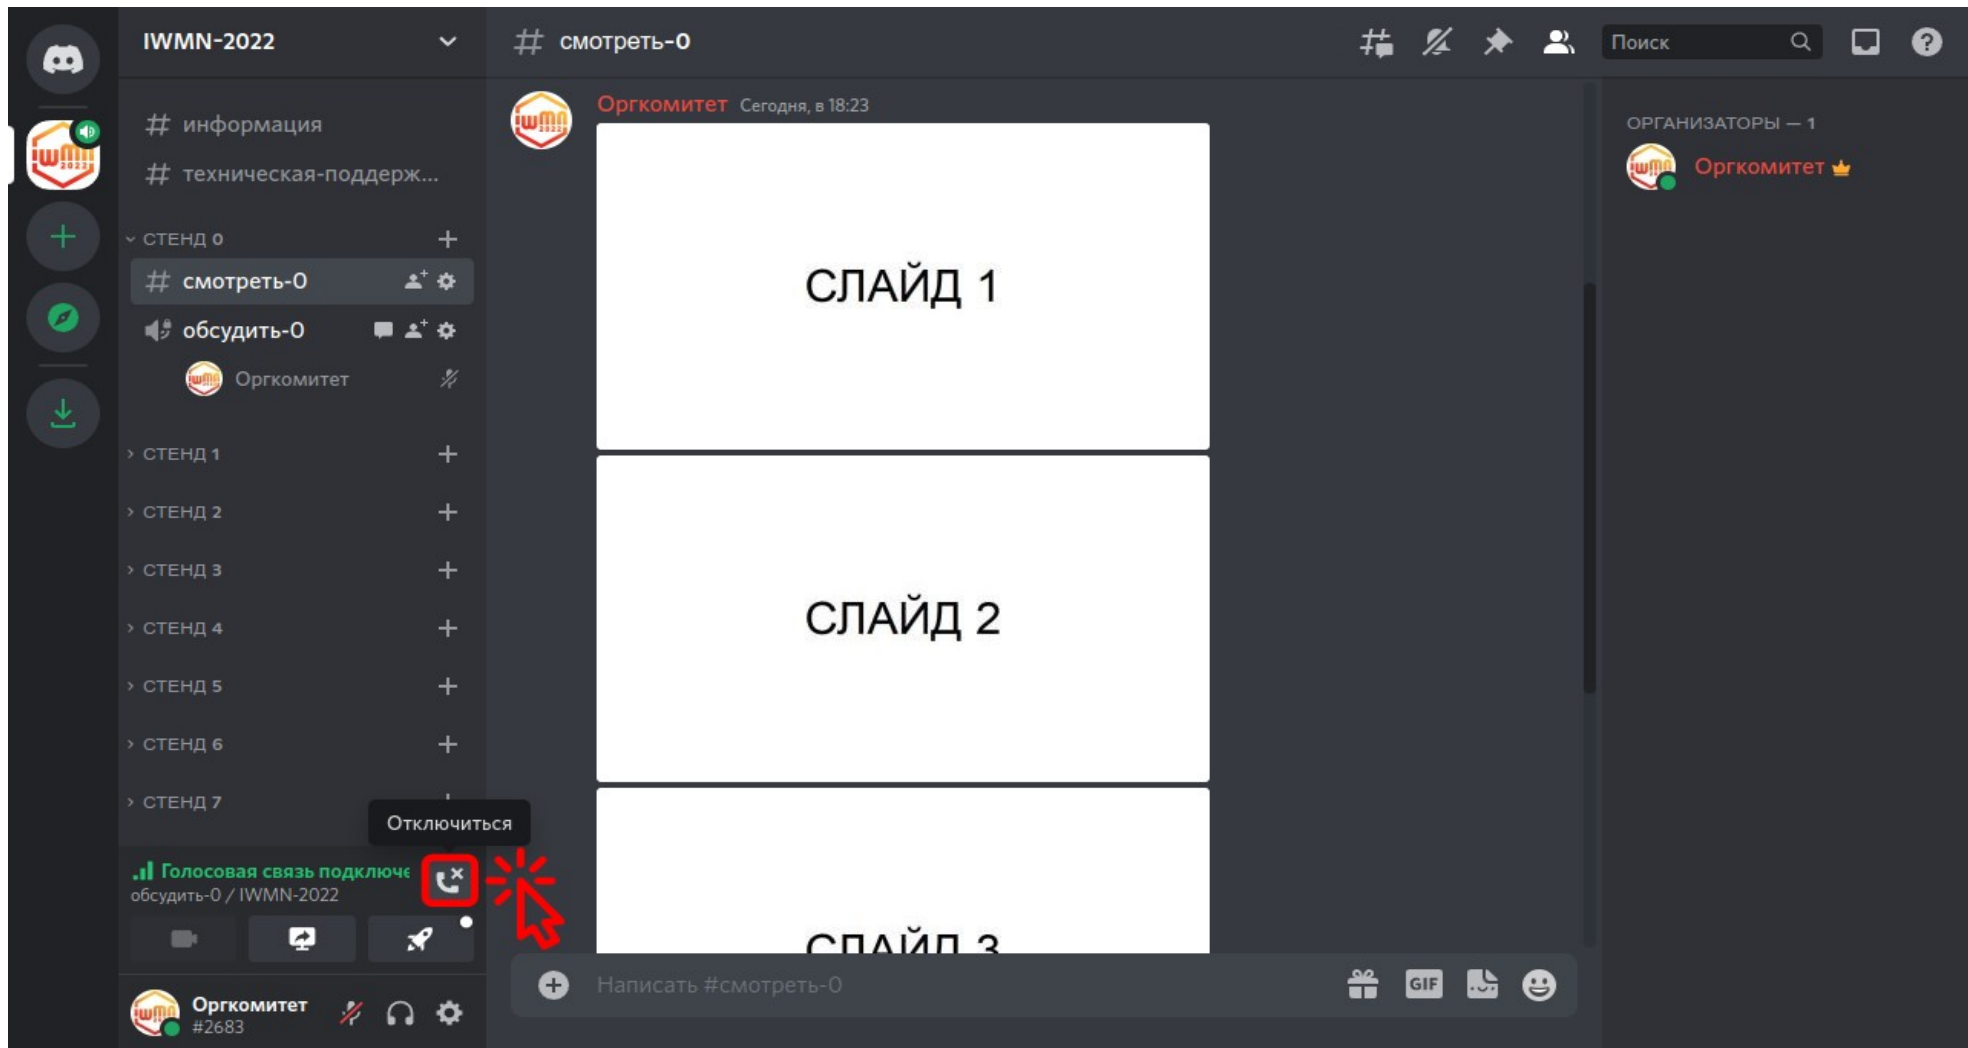 IWMN-2022
информация
техническая-поддерж...
СТЕНД 0
смотреть-0
обсудить-0
Оргкомитет
СТЕНД 1
СТЕНД 2
СТЕНД 3
СТЕНД 4
СТЕНД 5
СТЕНД 6
СТЕНД 7
Отключиться
Голосовая связь подключе
обсудить-0 / IWMN-2022
Оргкомитет
#2683
# смотреть-0
Поиск
Оргкомитет Сегодня, в 18:23
СЛАЙД 1
СЛАЙД 2
СЛАЙД 3
Написать #смотреть-0
GIF
ОРГАНИЗАТОРЫ — 1
Оргкомитет